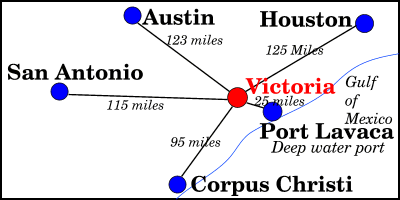 Austin
Houston
123 miles
125 Miles
San Antonio
Victoria
Gulf
of
Mexico
115 miles
25 miles
Port Lavaca
Deep water port
95 miles
Corpus Christi